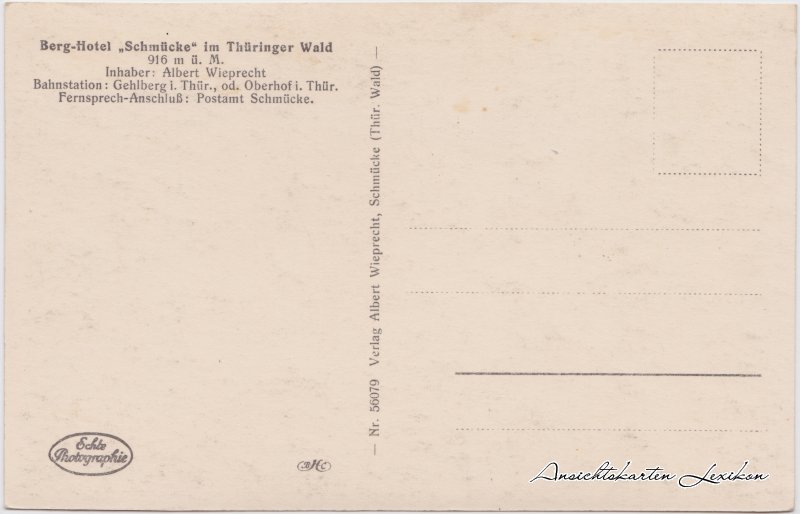 Berg-Hotel „Schmücke“ im Thüringer Wald
916 m ü. M.
Inhaber: Albert Wieprecht
Bahnstation: Gehlberg i. Thür., od. Oberhof i. Thür.
Fernsprech-Anschluß: Postamt Schmücke.
— Nr. 56079 Verlag Albert Wieprecht, Schmücke (Thür. Wald) —
Echte
Photographie
BHC
Ansichtskarten Lexikon